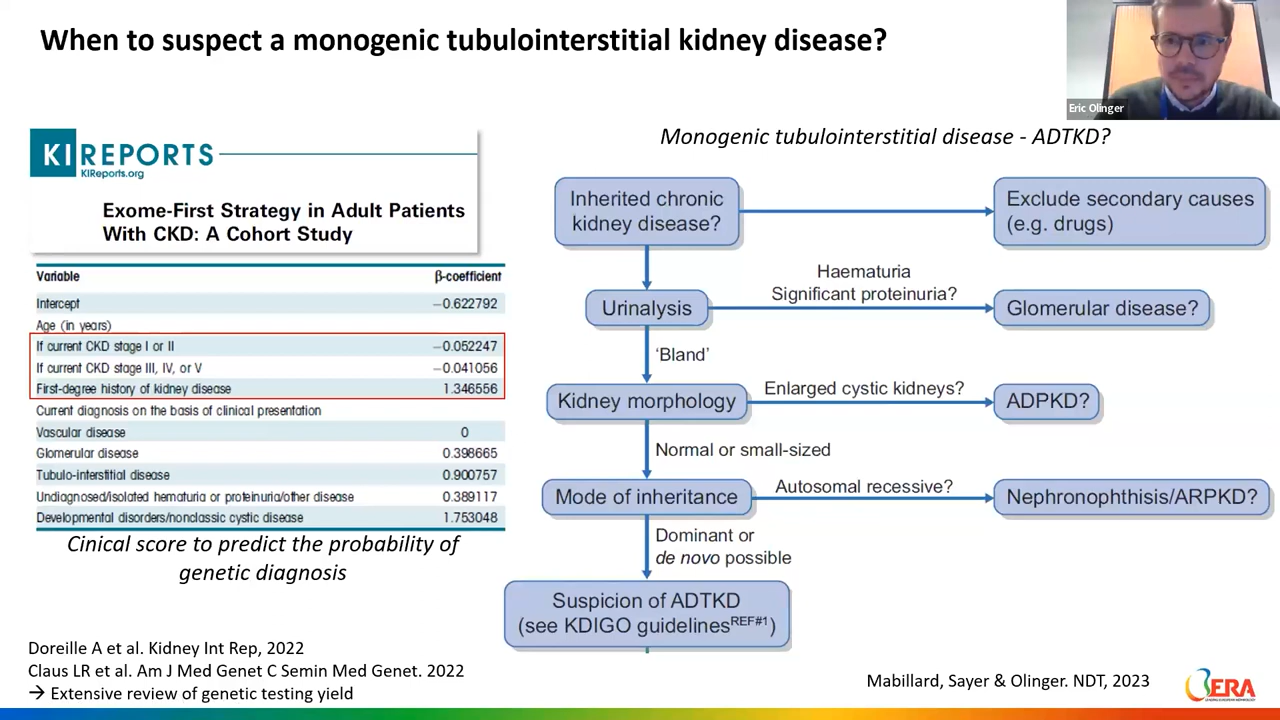 When to suspect a monogenic tubulointerstitial kidney disease?
Eric Olinger
KI REPORTS
KIReports.org
Exome-First Strategy in Adult Patients
With CKD: A Cohort Study
Variable β-coefficient
Intercept −0.622792
Age (in years)
If current CKD stage I or II −0.052247
If current CKD stage III, IV, or V −0.041056
First-degree history of kidney disease 1.346556
Current diagnosis on the basis of clinical presentation
Vascular disease 0
Glomerular disease 0.398665
Tubulo-interstitial disease 0.900757
Undiagnosed/isolated hematuria or proteinuria/other disease 0.389117
Developmental disorders/nonclassic cystic disease 1.753048
Cinical score to predict the probability of
genetic diagnosis
Doreille A et al. Kidney Int Rep, 2022
Claus LR et al. Am J Med Genet C Semin Med Genet. 2022
→ Extensive review of genetic testing yield
Monogenic tubulointerstitial disease - ADTKD?
Inherited chronic
kidney disease?
Exclude secondary causes
(e.g. drugs)
Haematuria
Significant proteinuria?
Urinalysis
Glomerular disease?
‘Bland’
Kidney morphology
Enlarged cystic kidneys?
ADPKD?
Normal or small-sized
Mode of inheritance
Autosomal recessive?
Nephronophthisis/ARPKD?
Dominant or
de novo possible
Suspicion of ADTKD
(see KDIGO guidelinesREF#1)
Mabillard, Sayer & Olinger. NDT, 2023
ERA